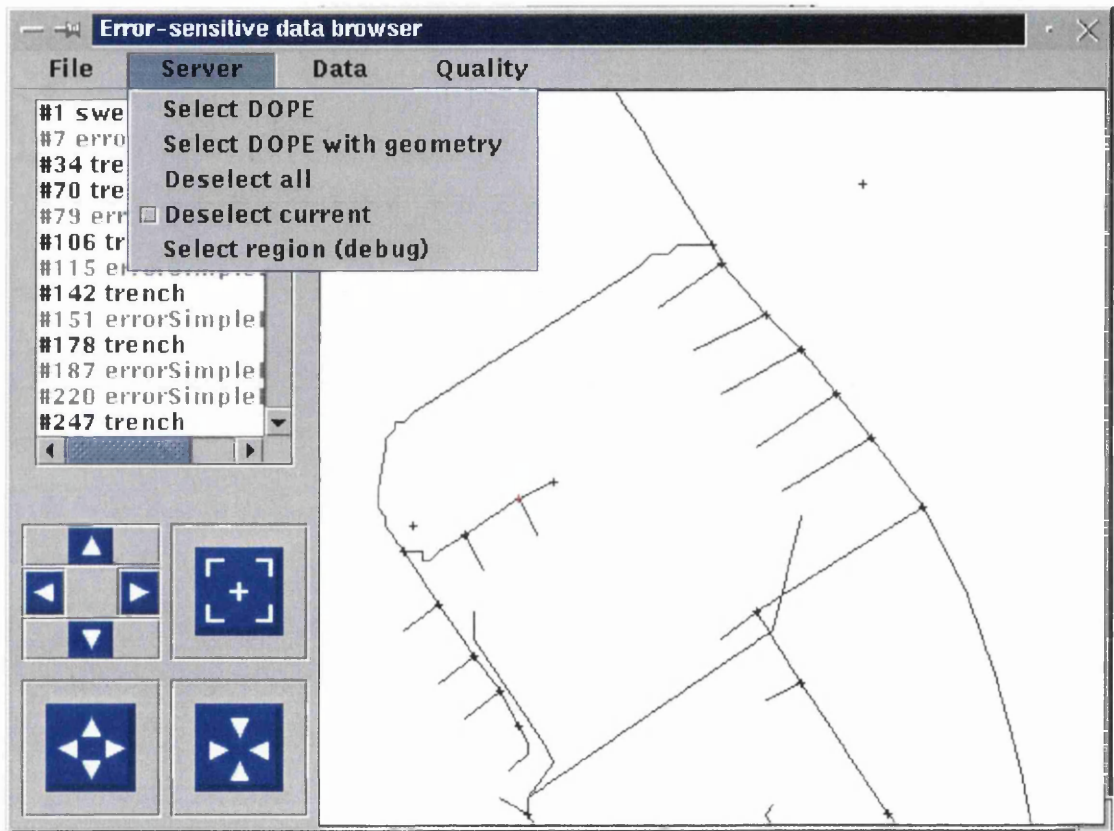 Error-sensitive data browser
File Server Data Quality
Select DOPE
Select DOPE with geometry
Deselect all
Deselect current
Select region (debug)
#1 swe
#7 erro
#34 tre
#70 tre
#79 err
#106 tr
#115 errorSimple
#142 trench
#151 errorSimple
#178 trench
#187 errorSimple
#220 errorSimple
#247 trench